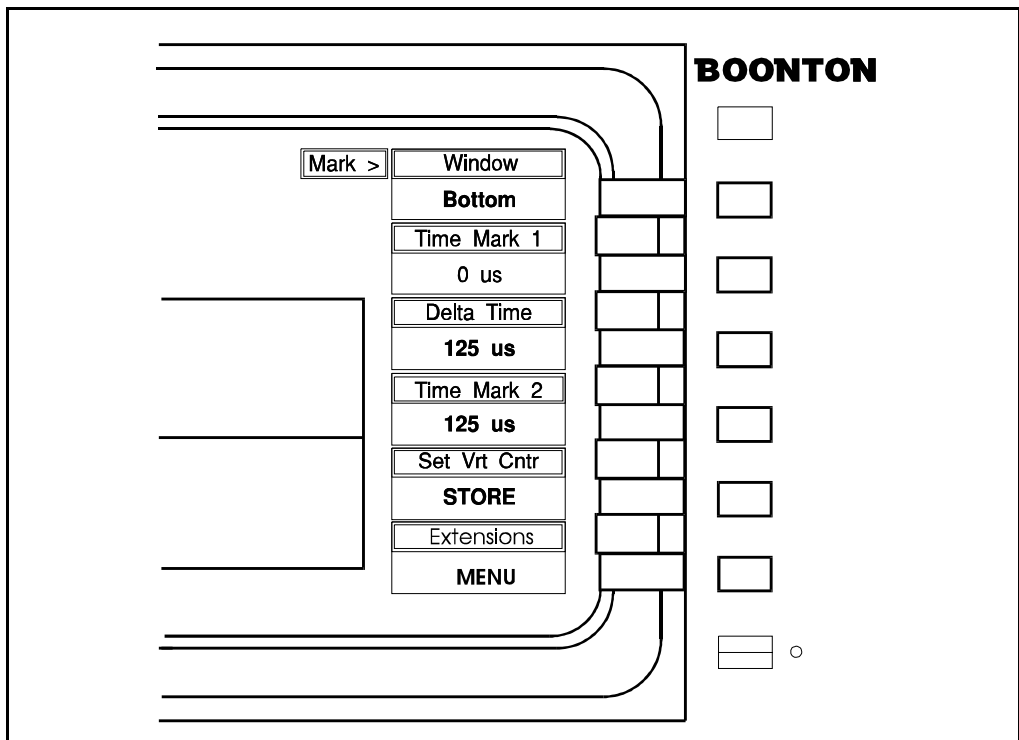 BOONTON
Mark >
Window
Bottom
Time Mark 1
0 us
Delta Time
125 us
Time Mark 2
125 us
Set Vrt Cntr
STORE
Extensions
MENU